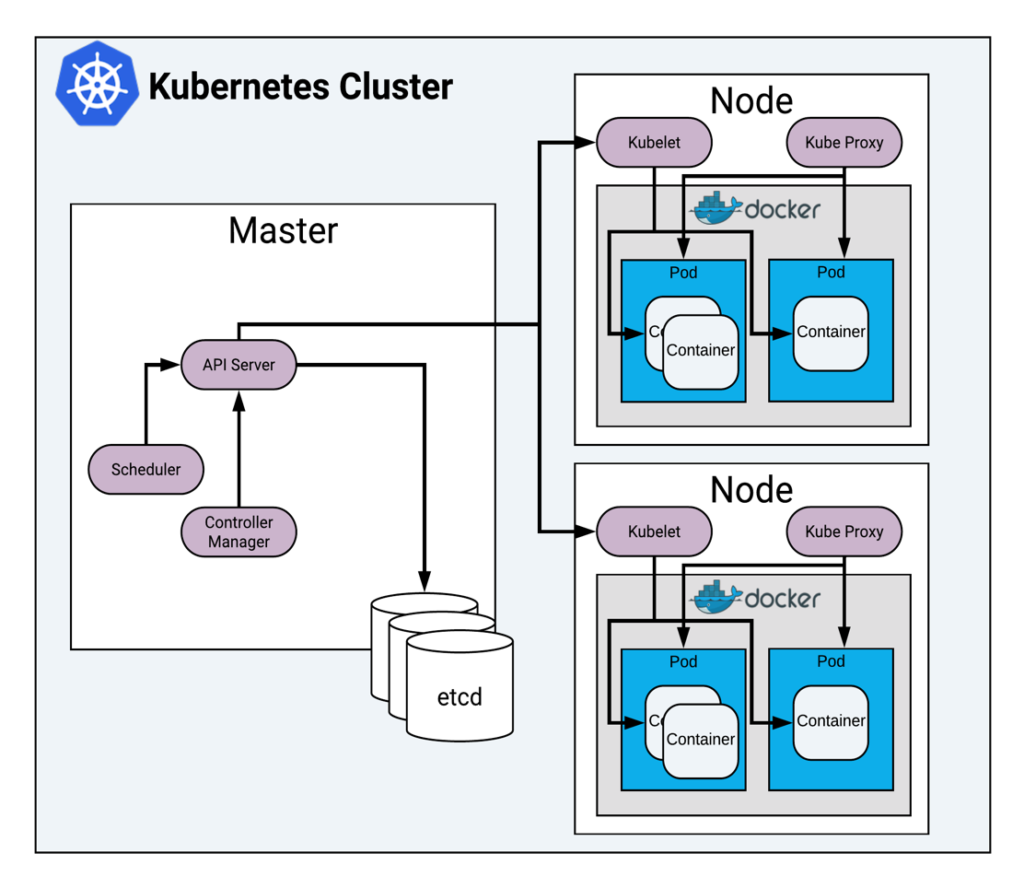 Kubernetes Cluster
Master
API Server
Scheduler
Controller
Manager
etcd
Node
Kubelet
Kube Proxy
docker
Pod
Pod
Container
Container
Node
Kubelet
Kube Proxy
docker
Pod
Pod
Container
Container